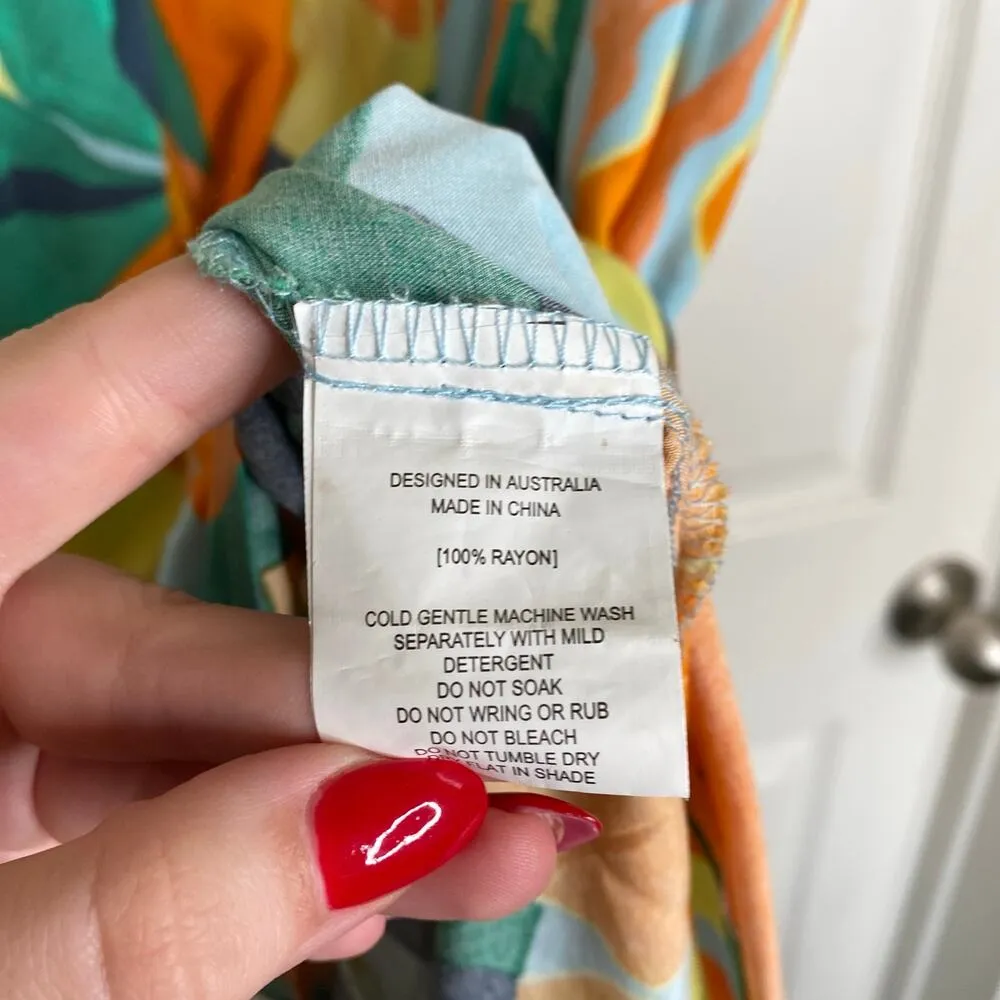 DESIGNED IN AUSTRALIA
MADE IN CHINA
[100% RAYON]
COLD GENTLE MACHINE WASH
SEPARATELY WITH MILD
DETERGENT
DO NOT SOAK
DO NOT WRING OR RUB
DO NOT BLEACH
DO NOT TUMBLE DRY
FLAT IN SHADE